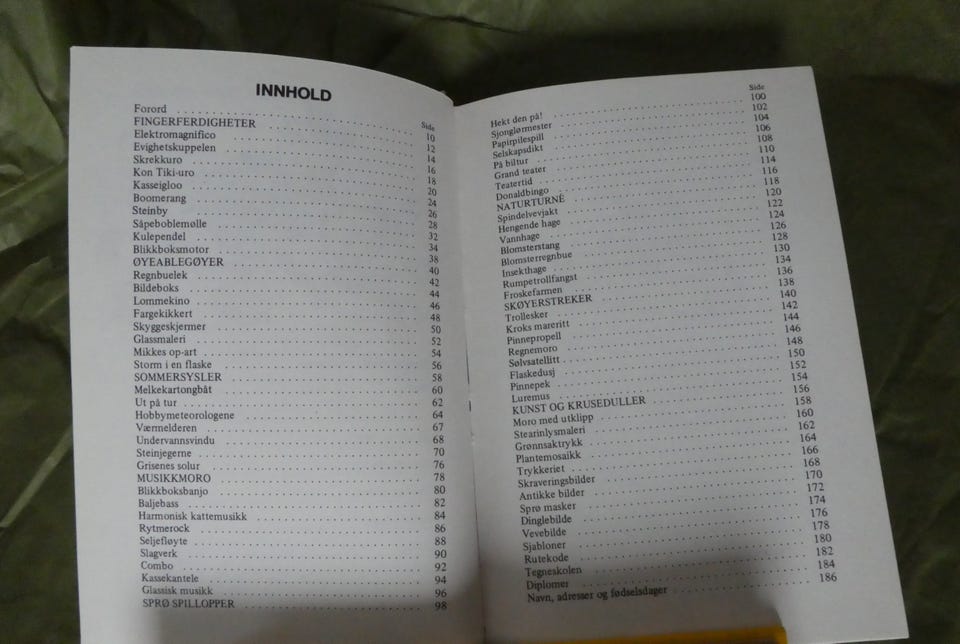 INNHOLD
Side
Forord 10
FINGERFERDIGHETER 12
Elektromagnifico 14
Evighetskuppelen 16
Skrekkuro 18
Kon Tiki-uro 20
Kasseigloo 24
Boomerang 26
Steinby 28
Såpeboblemølle 32
Kulependel 34
Blikkboksmotor 38
ØYEABLEGØYER 40
Regnbuelek 42
Bildeboks 44
Lommekino 46
Fargekikkert 48
Skyggeskjermer 50
Glassmaleri 52
Mikkes op-art 54
Storm i en flaske 56
SOMMERSYSLER 58
Melkekartongbåt 60
Ut på tur 62
Hobbymeteorologene 64
Værmelderen 67
Undervannsvindu 68
Steinjegerne 70
Grisenes solur 76
MUSIKKMORO 78
Blikkboksbanjo 80
Baljebass 82
Harmonisk kattemusikk 84
Rytmerock 86
Seljefløyte 88
Slagverk 90
Combo 92
Kassekantele 94
Glassisk musikk 96
SPRØ SPILLOPPER 98
Side
Hekt den på! 100
Sjonglørmester 102
Papirpilespill 104
Selskapsdikt 106
På biltur 108
Grand teater 110
Teatertid 114
Donaldbingo 116
NATURTURNÉ 118
Spindelvevjakt 120
Hengende hage 122
Vannhage 124
Blomsterstang 126
Blomsterregnbue 128
Insekthage 130
Rumpetrollfangst 134
Froskefarmen 136
SKØYERSTREKER 138
Trollesker 140
Kroks mareritt 142
Pinnepropell 144
Regnemoro 146
Sølvsatellitt 148
Flaskedusj 150
Pinnepek 152
Luremus 154
KUNST OG KRUSEDULLER 156
Moro med utklipp 158
Stearinlysmaleri 160
Grønnsaktrykk 162
Plantemosaikk 164
Trykkeriet 166
Skraveringsbilder 168
Antikke bilder 170
Sprø masker 172
Dinglebilde 174
Vevebilde 176
Sjabloner 178
Rutekode 180
Tegneskolen 182
Diplomer 184
Navn, adresser og fødselsdager 186